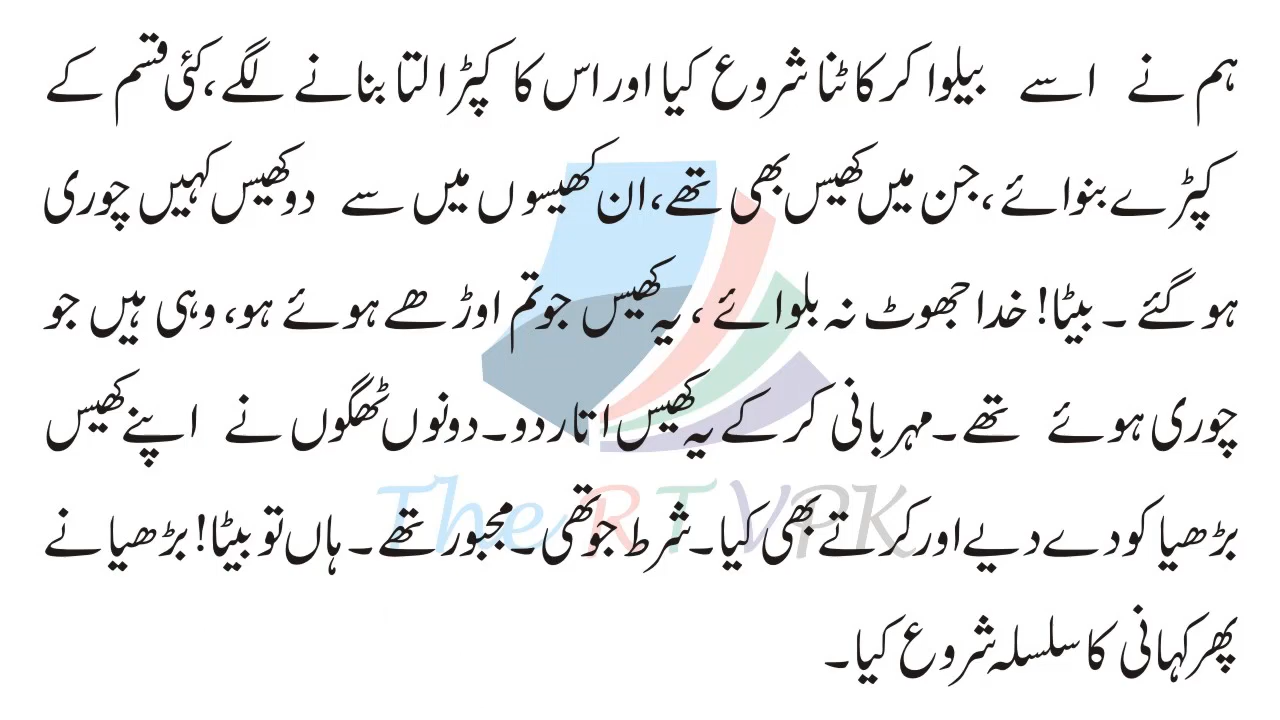 ہم نے اسے بیلوا کر کاٹنا شروع کیا اور اس کا کپڑا لتا بنانے لگے، کئی قسم کے
کپڑے بنوائے، جن میں کھیس بھی تھے، ان کھیسوں میں سے دو کھیس کہیں چوری
ہو گئے ۔ بیٹا! خدا جھوٹ نہ بلوائے ، یہ کھیس جو تم اوڑھے ہوئے ہو، وہی ہیں جو
چوری ہوئے تھے۔ مہربانی کر کے یہ کھیس اتار دو۔ دونوں ٹھگوں نے اپنے کھیس
بڑھیا کو دے دیے اور کرتے بھی کیا۔ شرط جو تھی۔ مجبور تھے۔ ہاں تو بیٹا! بڑھیا نے
پھر کہانی کا سلسلہ شروع کیا۔
The RTVPK